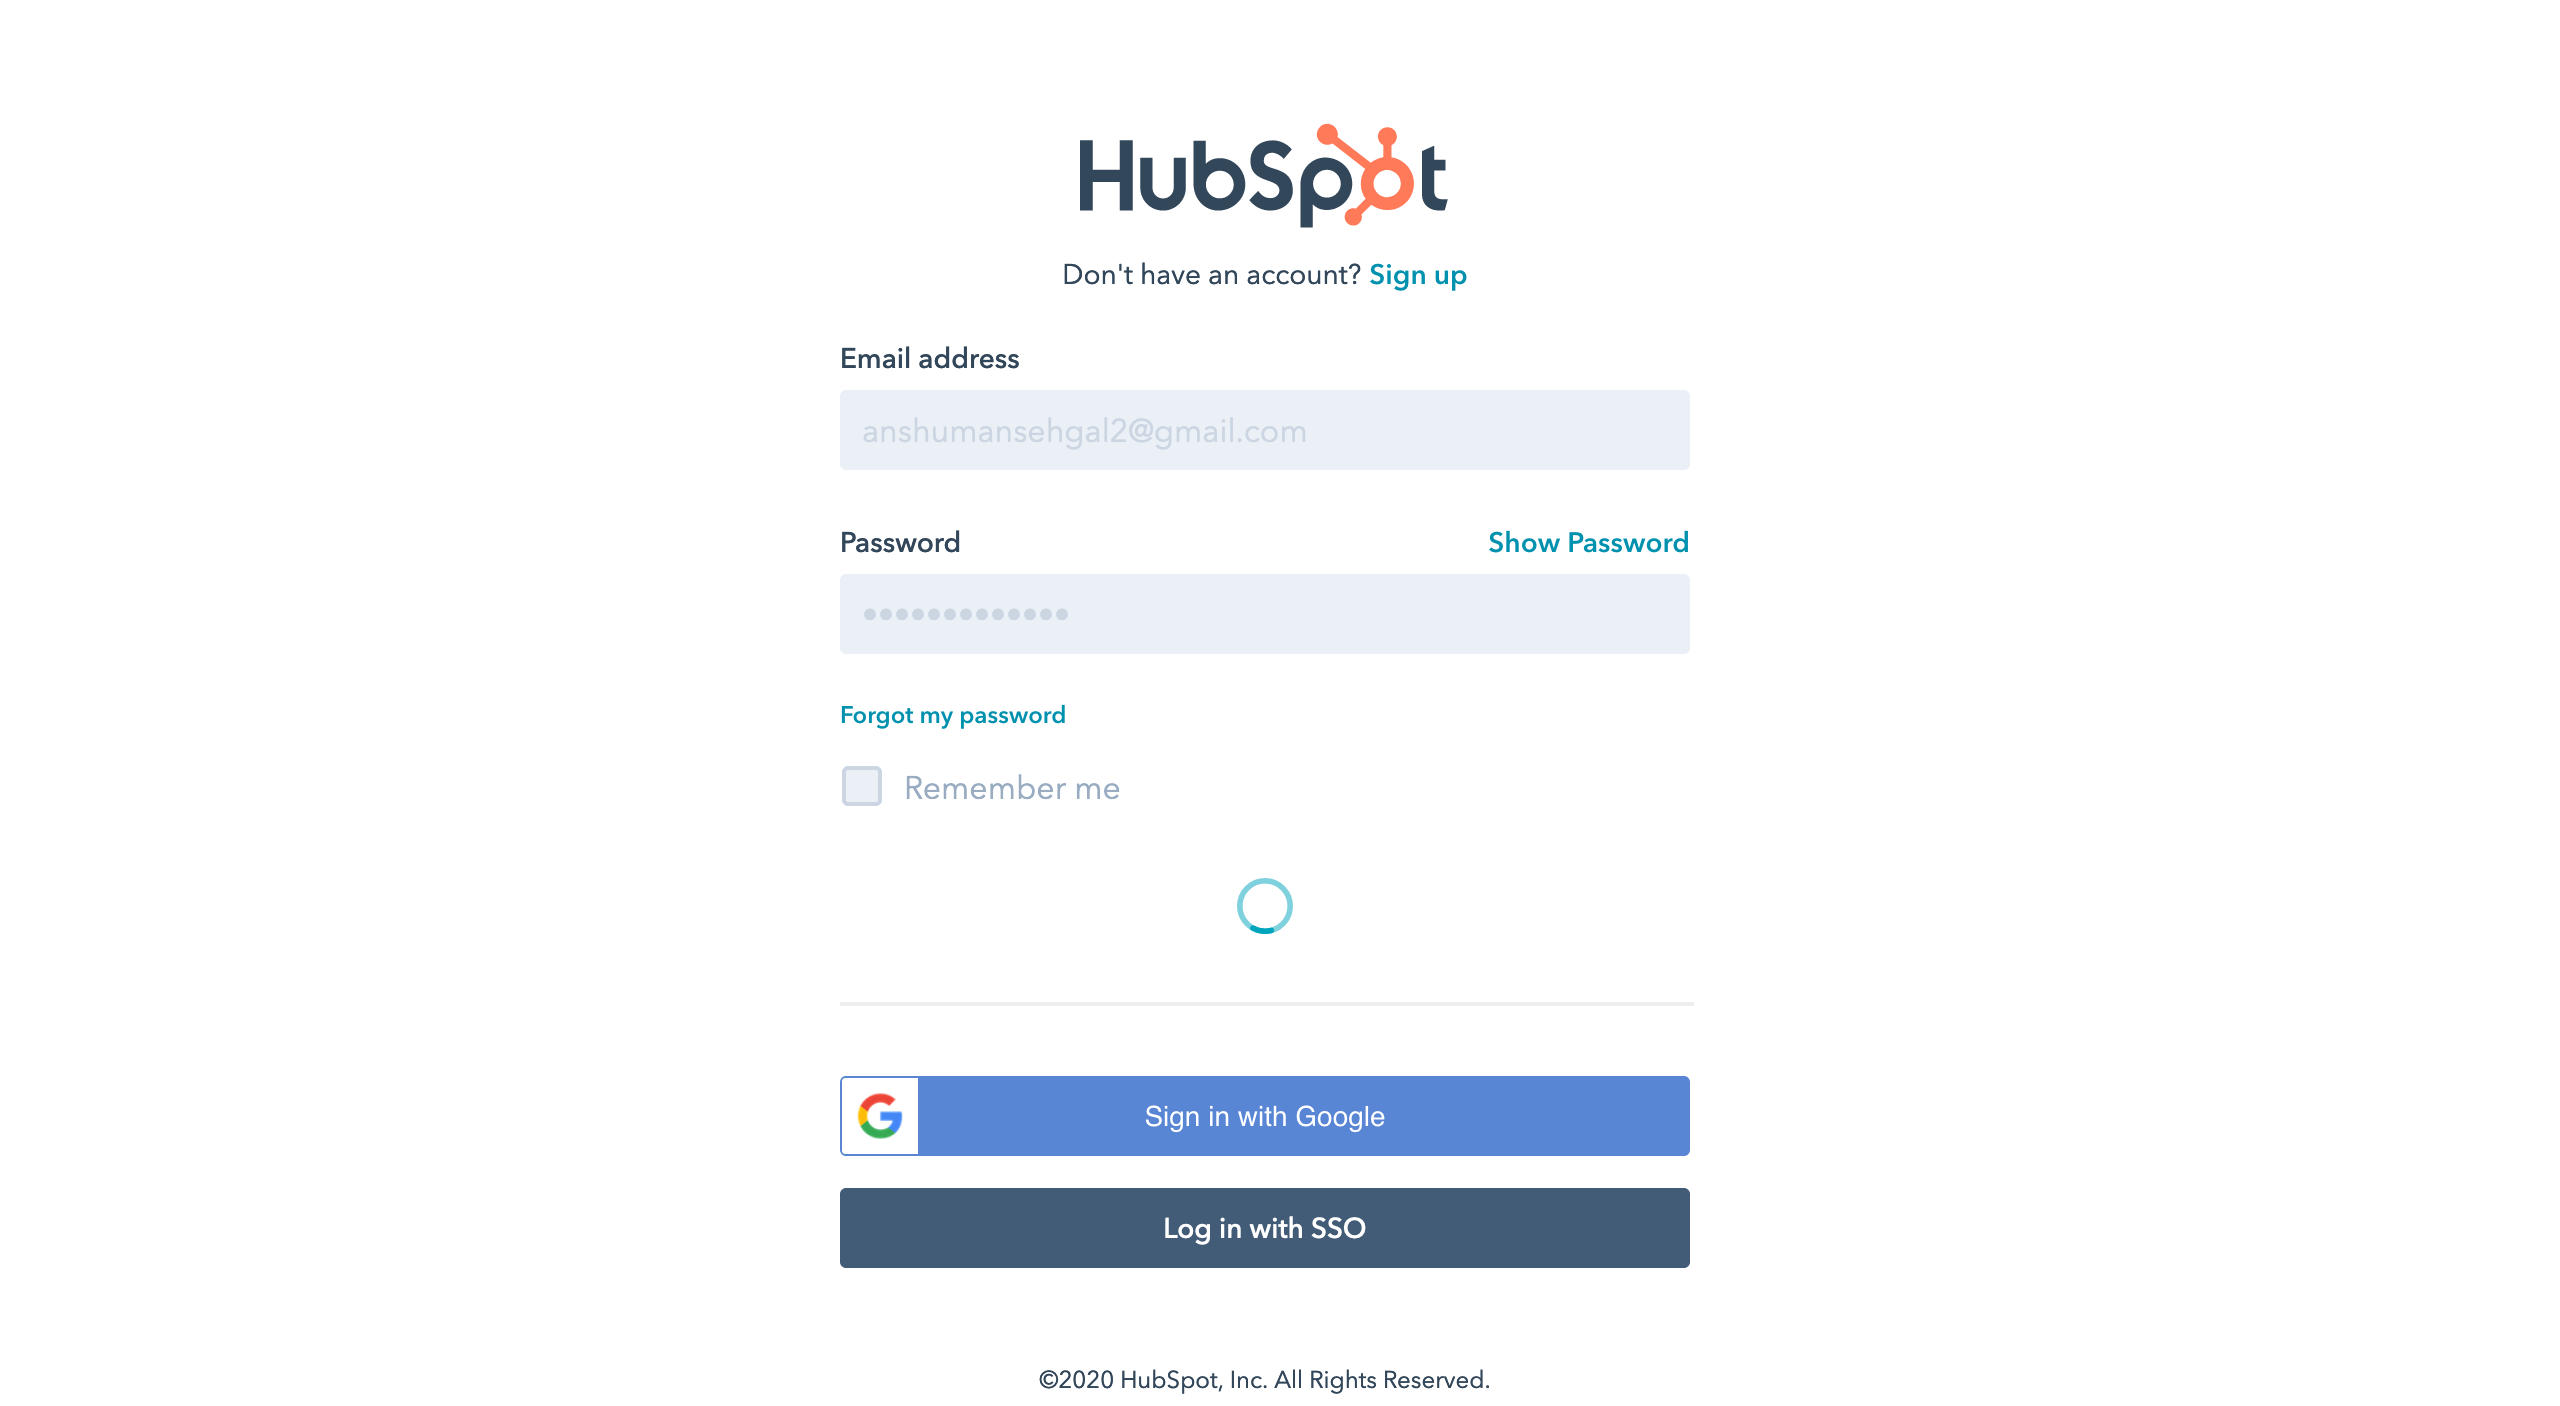 HubSpot
Don't have an account? Sign up
Email address
anshumansehgal2@gmail.com
Password Show Password
•••••••••••••
Forgot my password
Remember me
Sign in with Google
Log in with SSO
©2020 HubSpot, Inc. All Rights Reserved.